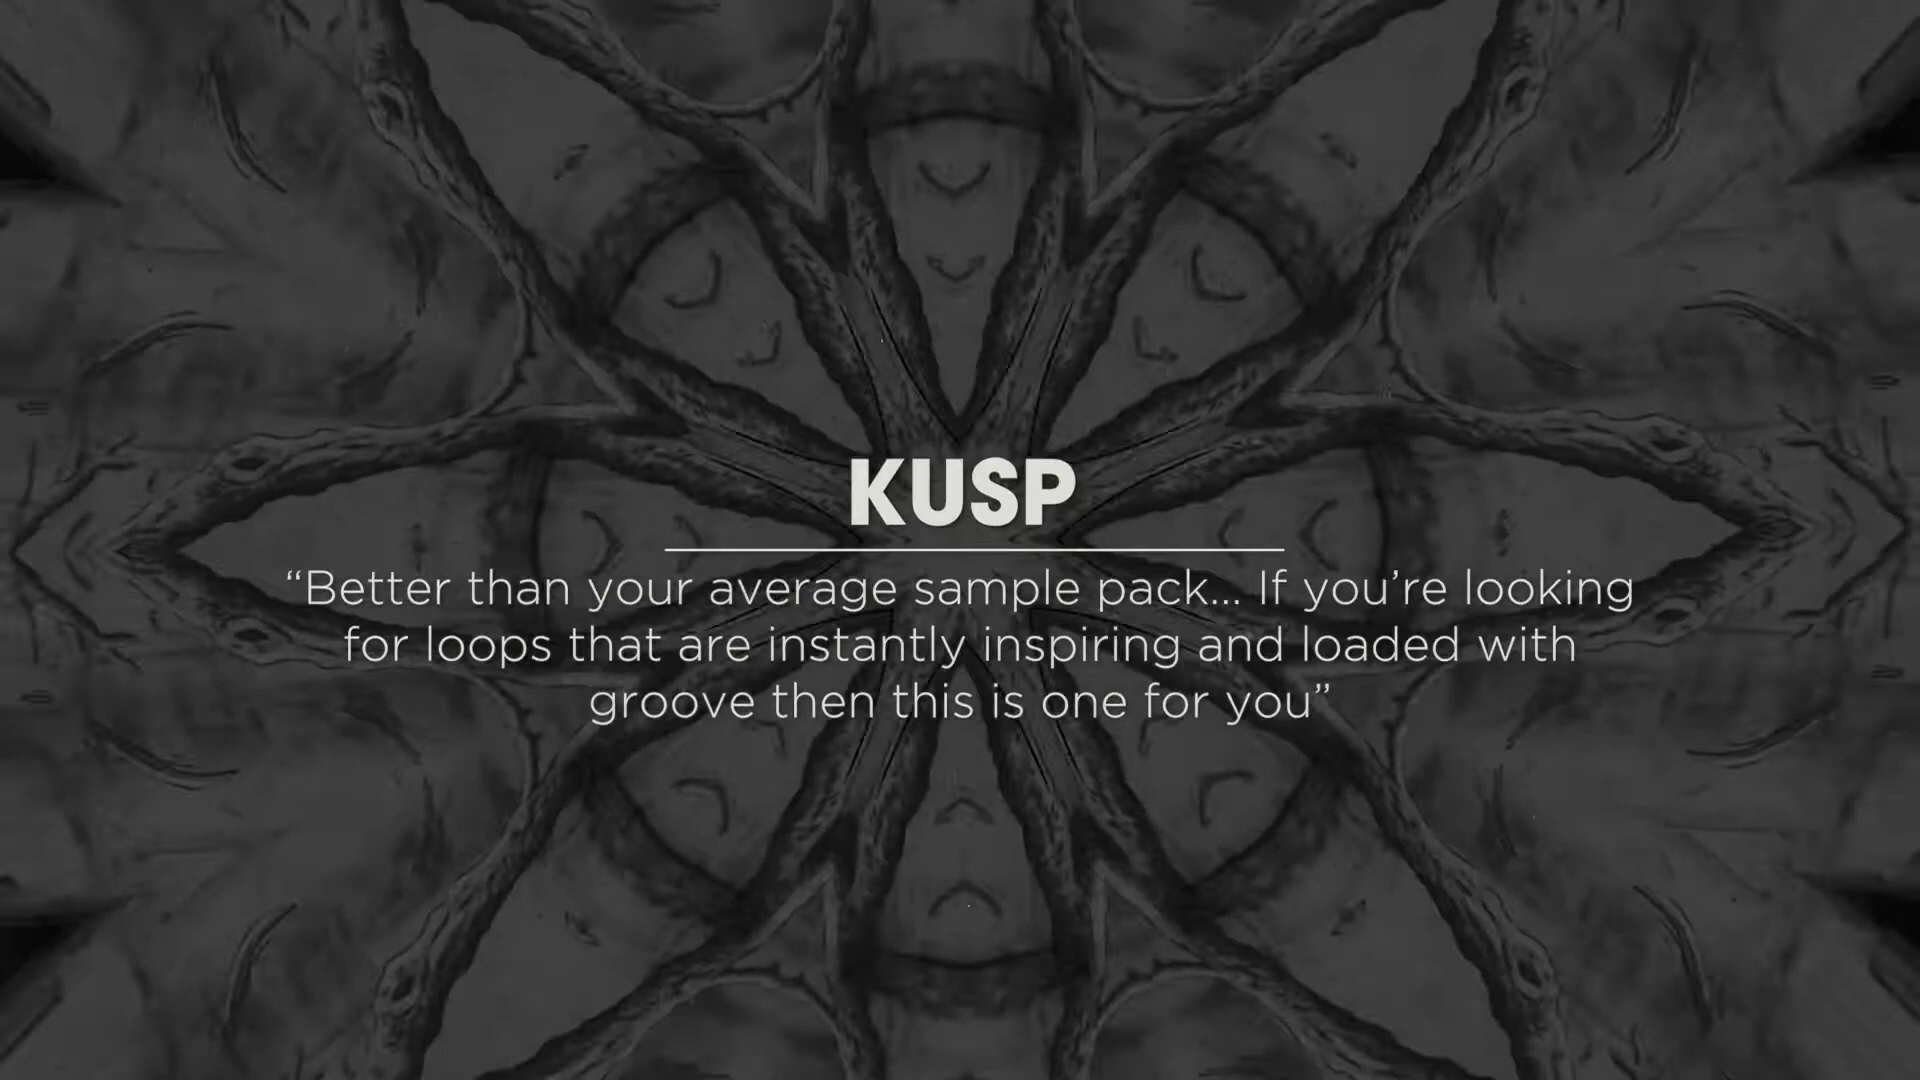 KUSP
“Better than your average sample pack... If you’re looking
for loops that are instantly inspiring and loaded with
groove then this is one for you”